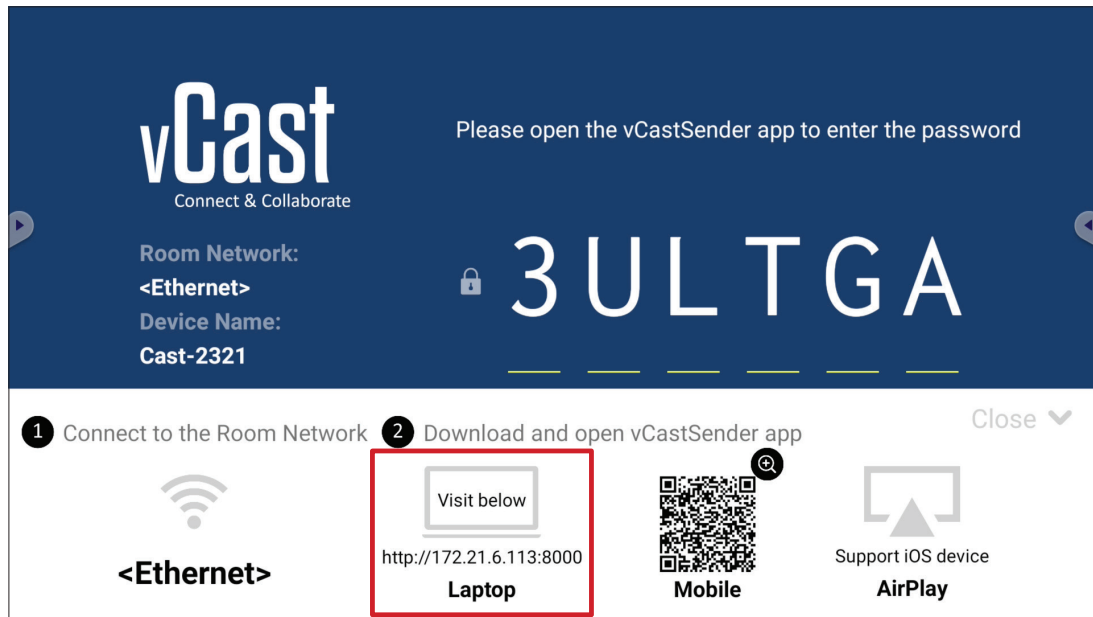 vCast
Connect & Collaborate
Please open the vCastSender app to enter the password
Room Network:
<Ethernet>
Device Name:
Cast-2321
3ULTGA
Close
1 Connect to the Room Network
2 Download and open vCastSender app
<Ethernet>
Visit below
http://172.21.6.113:8000
Laptop
Mobile
Support iOS device
AirPlay